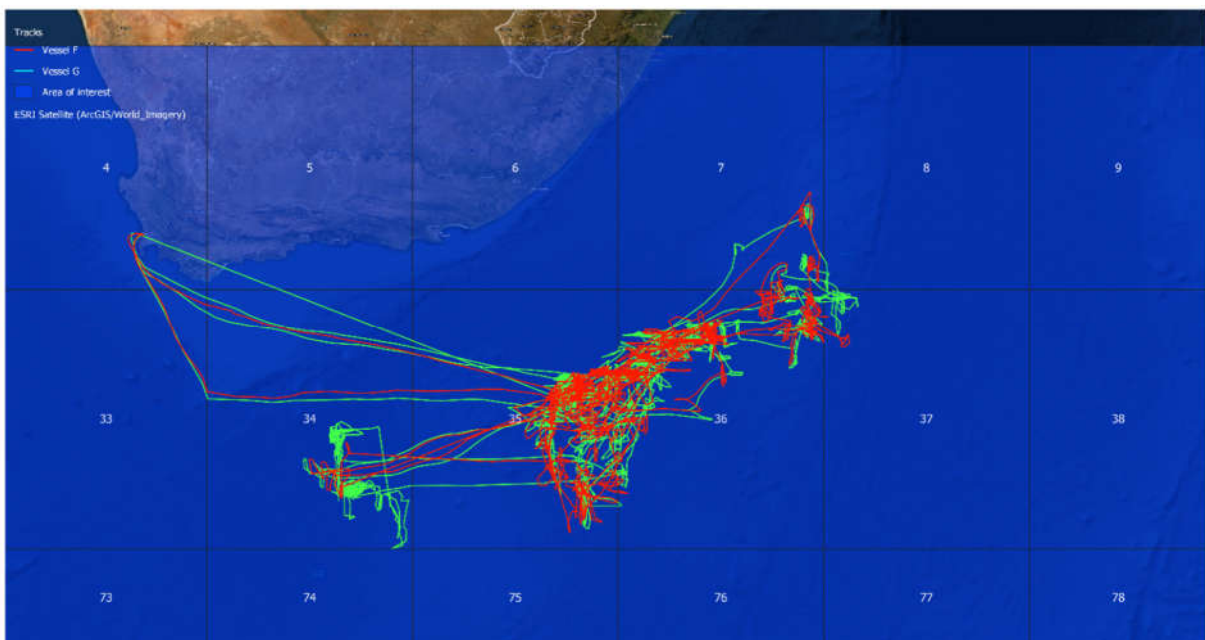 Tracks
Vessel F
Vessel G
Area of interest
ESRI Satellite (ArcGIS/World_Imagery)
4 5 6 7 8 9
33 34 35 36 37 38
73 74 75 76 77 78